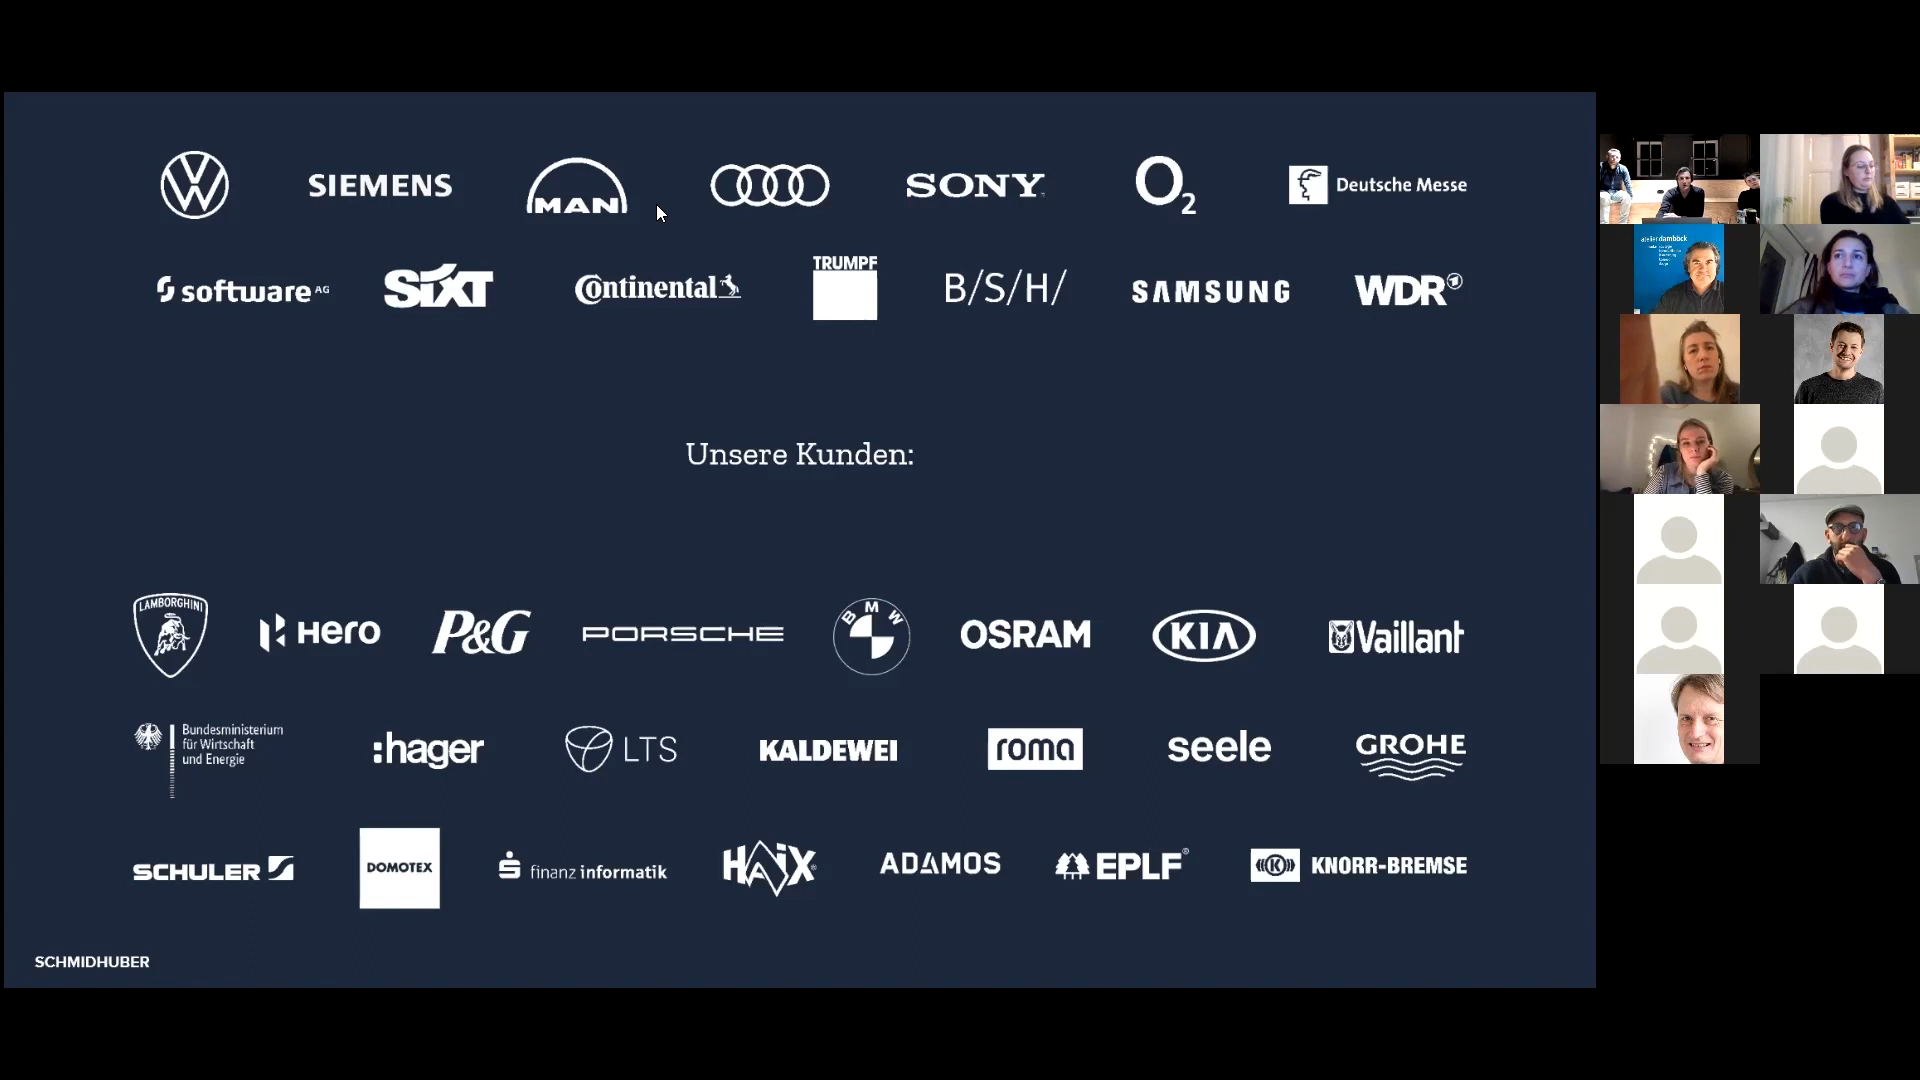 SIEMENS
MAN
SONY
O2
Deutsche Messe
software AG
SIXT
Continental
TRUMPF
B/S/H/
SAMSUNG
WDR
Unsere Kunden:
LAMBORGHINI
Hero
P&G
PORSCHE
BMW
OSRAM
KIA
Vaillant
Bundesministerium
für Wirtschaft
und Energie
:hager
LTS
KALDEWEI
roma
seele
GROHE
SCHULER
DOMOTEX
finanz informatik
HAIX®
ADAMOS
EPLF®
K KNORR-BREMSE
SCHMIDHUBER
atelier damböck